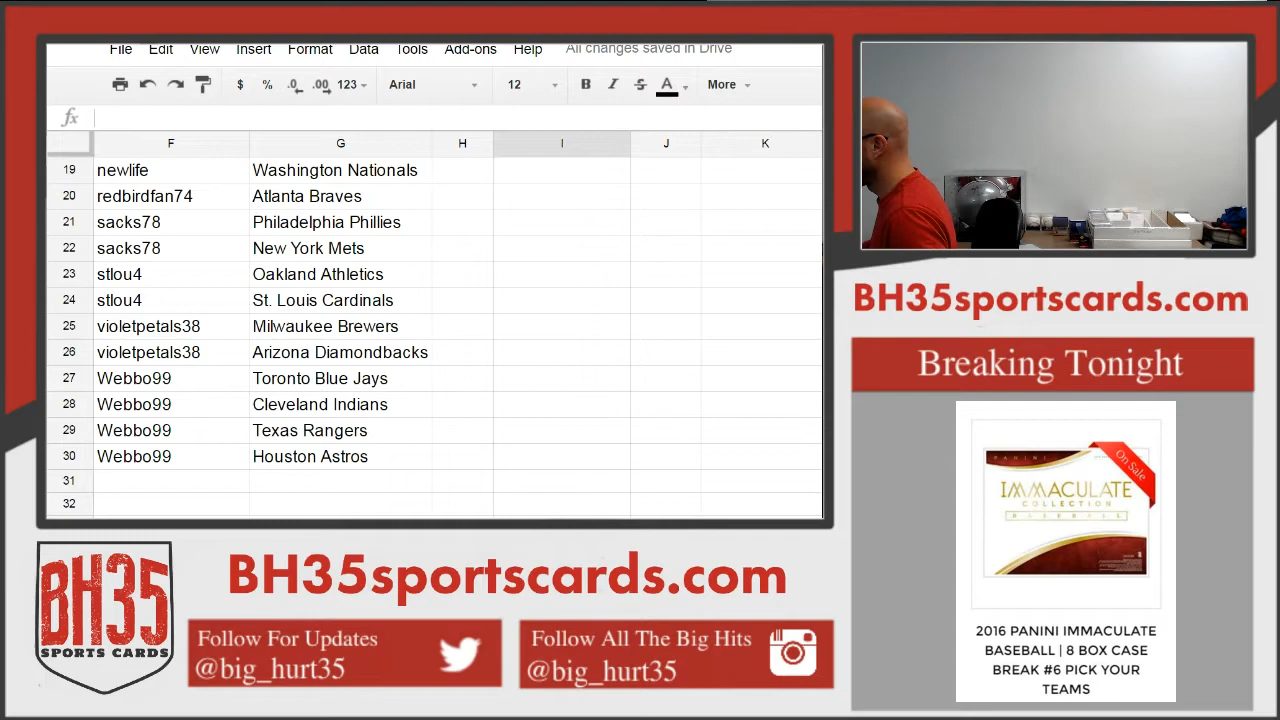 File Edit View Insert Format Data Tools Add-ons Help All changes saved in Drive
$ % .0 .00 123 Arial 12 B I S A More
fx
F G H I J K
19 newlife Washington Nationals
20 redbirdfan74 Atlanta Braves
21 sacks78 Philadelphia Phillies
22 sacks78 New York Mets
23 stlou4 Oakland Athletics
24 stlou4 St. Louis Cardinals
25 violetpetals38 Milwaukee Brewers
26 violetpetals38 Arizona Diamondbacks
27 Webbo99 Toronto Blue Jays
28 Webbo99 Cleveland Indians
29 Webbo99 Texas Rangers
30 Webbo99 Houston Astros
31
32
BH35sportscards.com
Breaking Tonight
On Sale
PANINI
IMMACULATE
COLLECTION
BASEBALL
2016 PANINI IMMACULATE
BASEBALL | 8 BOX CASE
BREAK #6 PICK YOUR
TEAMS
BH35
SPORTS CARDS
BH35sportscards.com
Follow For Updates
@big_hurt35
Follow All The Big Hits
@big_hurt35